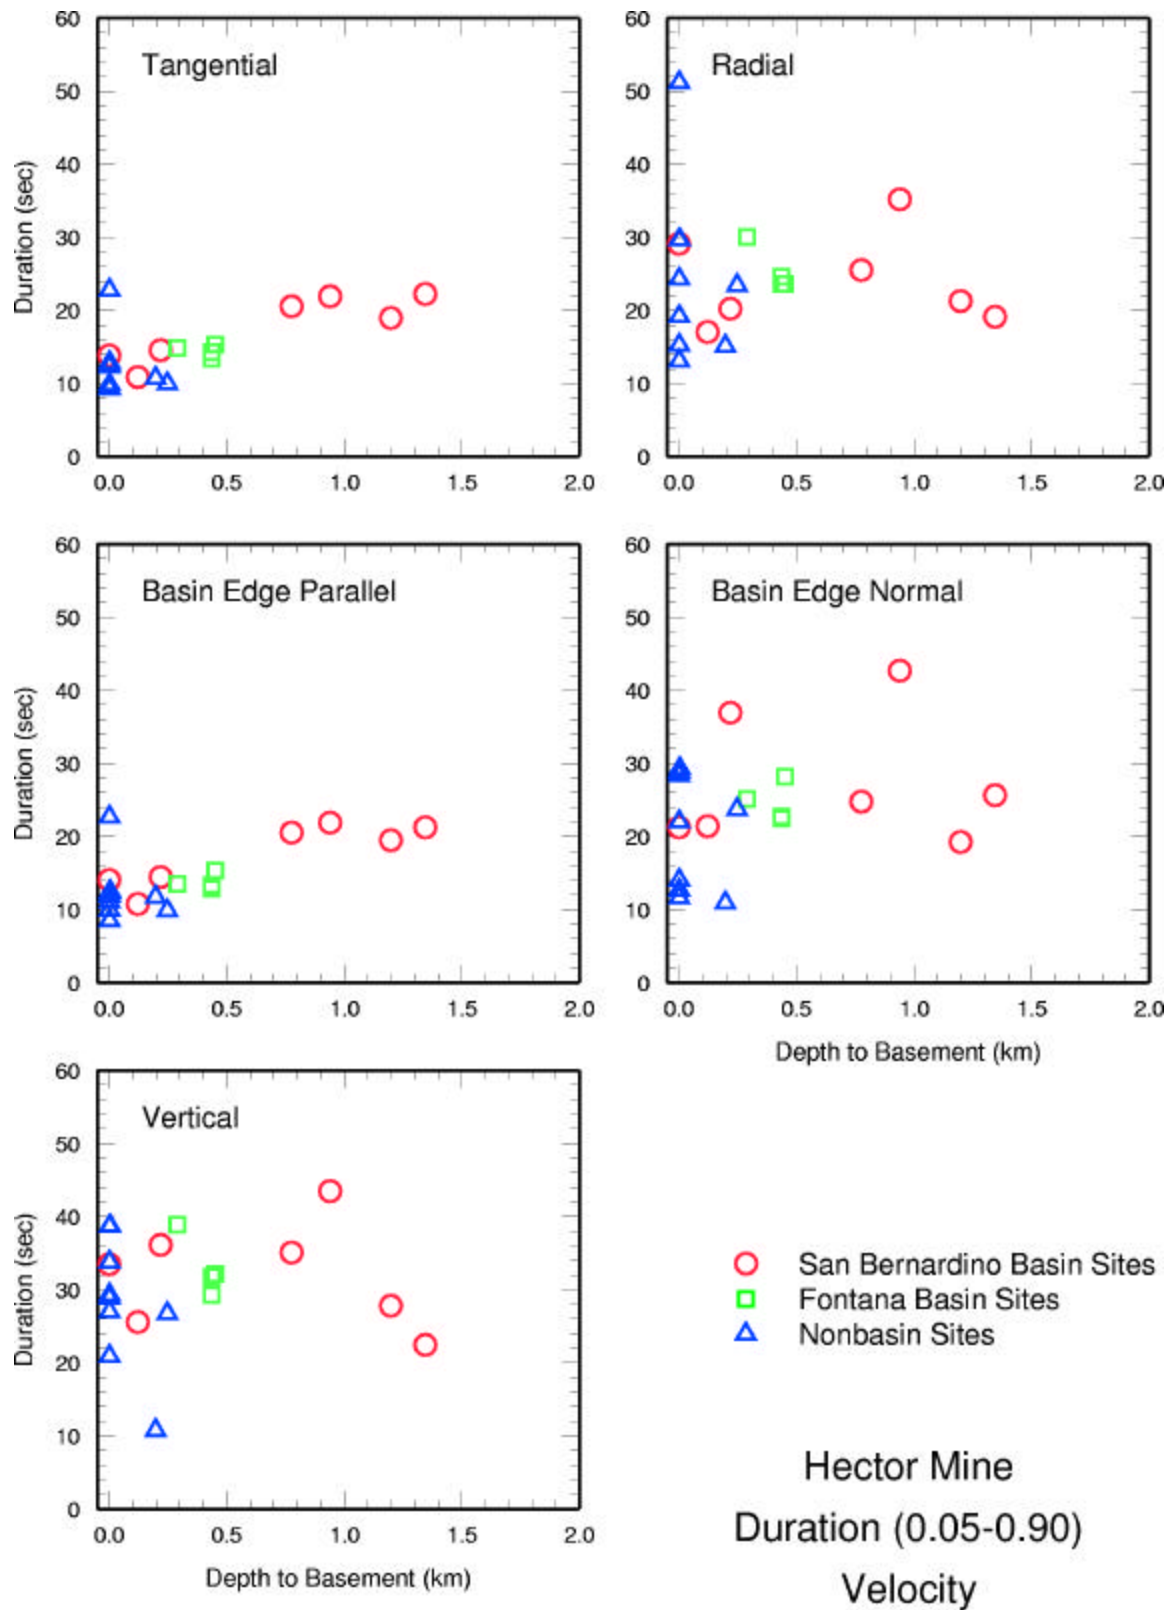 Tangential
Duration (sec)
60
50
40
30
20
10
0
0.0 0.5 1.0 1.5 2.0
Radial
60
50
40
30
20
10
0
0.0 0.5 1.0 1.5 2.0
Basin Edge Parallel
Duration (sec)
60
50
40
30
20
10
0
0.0 0.5 1.0 1.5 2.0
Basin Edge Normal
60
50
40
30
20
10
0
0.0 0.5 1.0 1.5 2.0
Depth to Basement (km)
Vertical
Duration (sec)
60
50
40
30
20
10
0
0.0 0.5 1.0 1.5 2.0
Depth to Basement (km)
San Bernardino Basin Sites
Fontana Basin Sites
Nonbasin Sites
Hector Mine
Duration (0.05-0.90)
Velocity